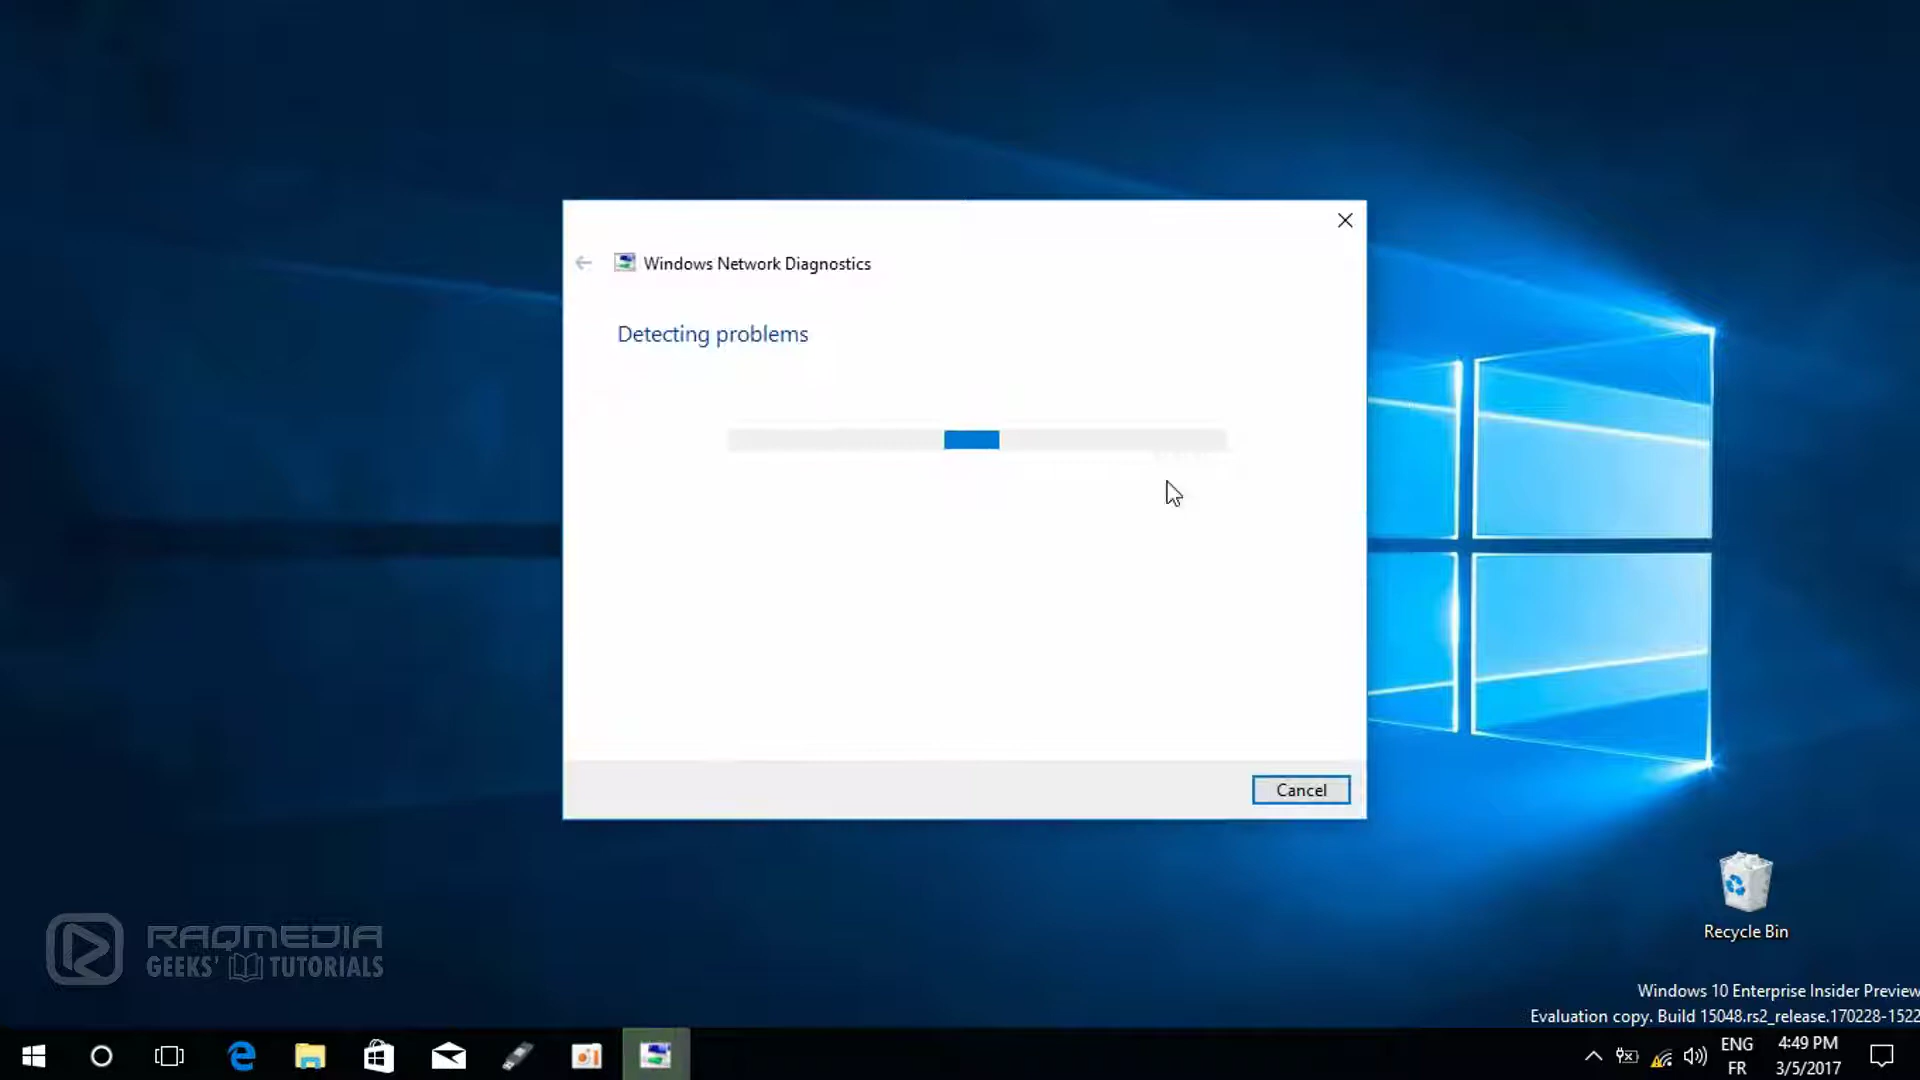 Windows Network Diagnostics
Detecting problems
Cancel
Recycle Bin
RAQMEDIA
GEEKS' TUTORIALS
Windows 10 Enterprise Insider Preview
Evaluation copy. Build 15048.rs2_release.170228-1522
ENG
FR
4:49 PM
3/5/2017